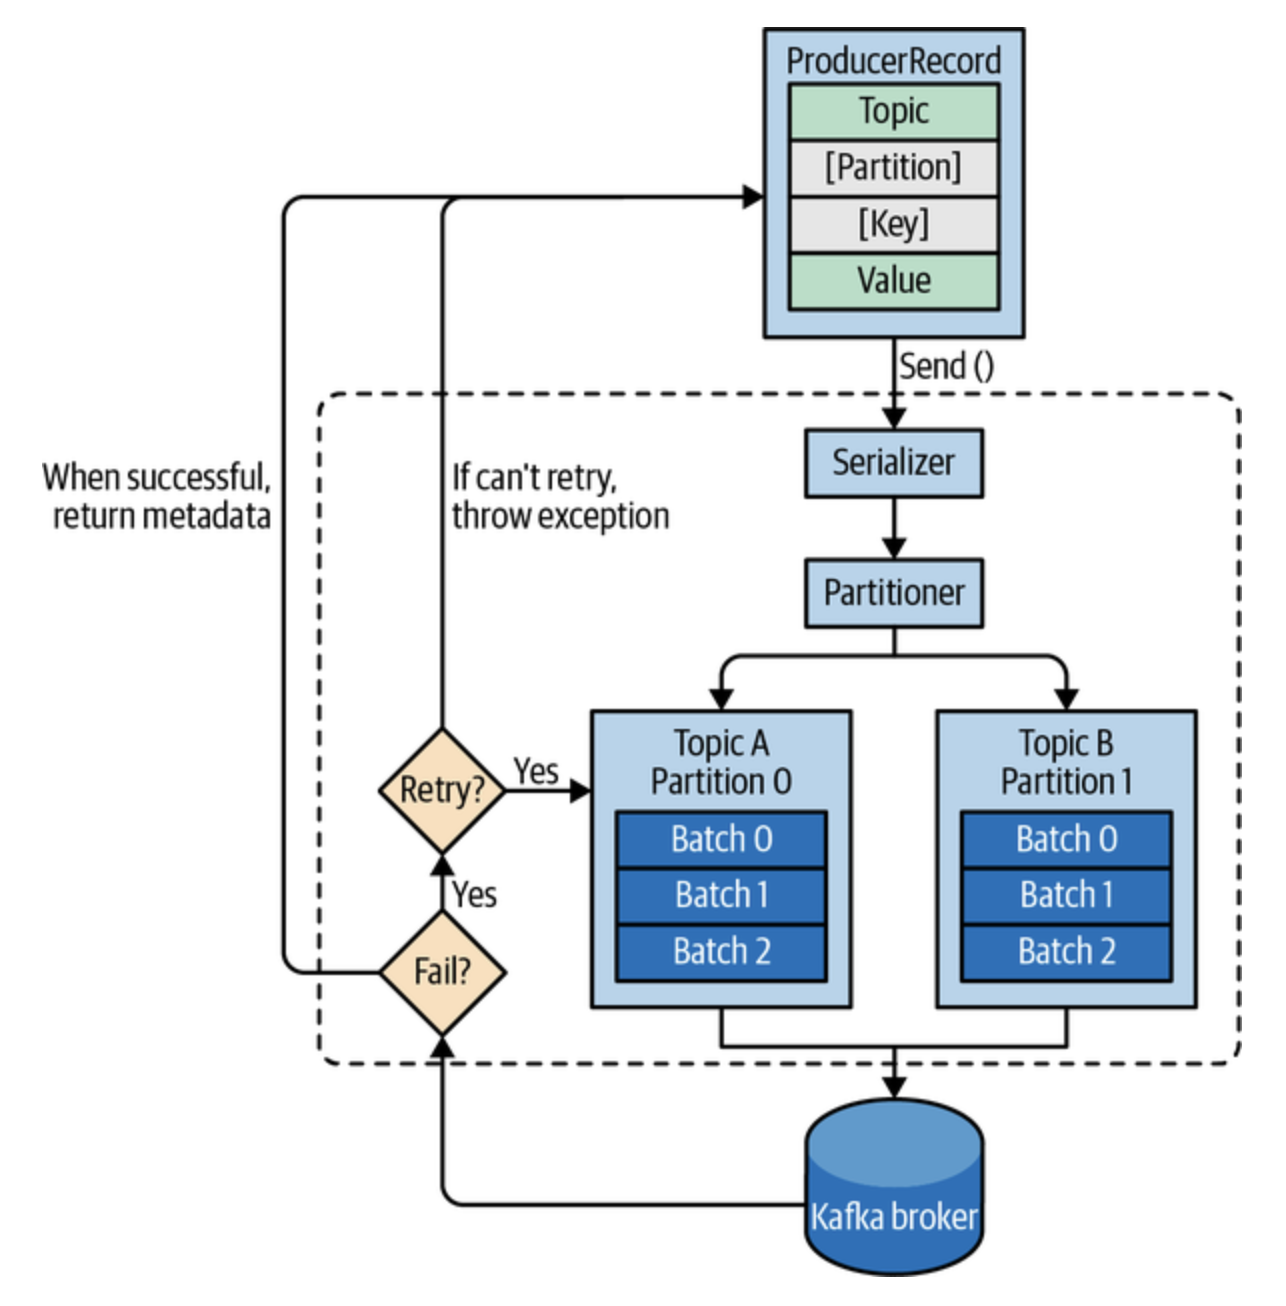 ProducerRecord
Topic
[Partition]
[Key]
Value
Send ()
Serializer
When successful,
return metadata
If can't retry,
throw exception
Partitioner
Topic A
Partition 0
Batch 0
Batch 1
Batch 2
Topic B
Partition 1
Batch 0
Batch 1
Batch 2
Retry?
Yes
Yes
Fail?
Kafka broker